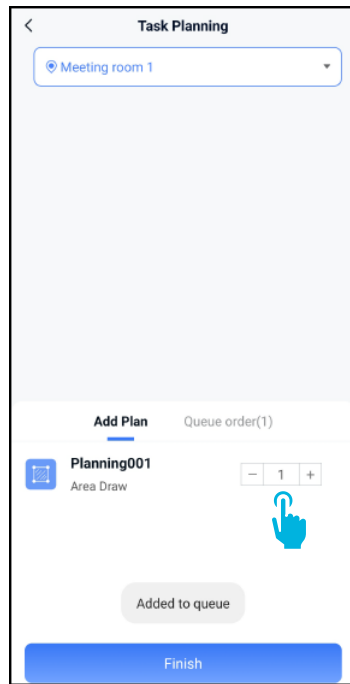 Task Planning
Meeting room 1
Add Plan Queue order(1)
Planning001
Area Draw
− 1 +
Added to queue
Finish